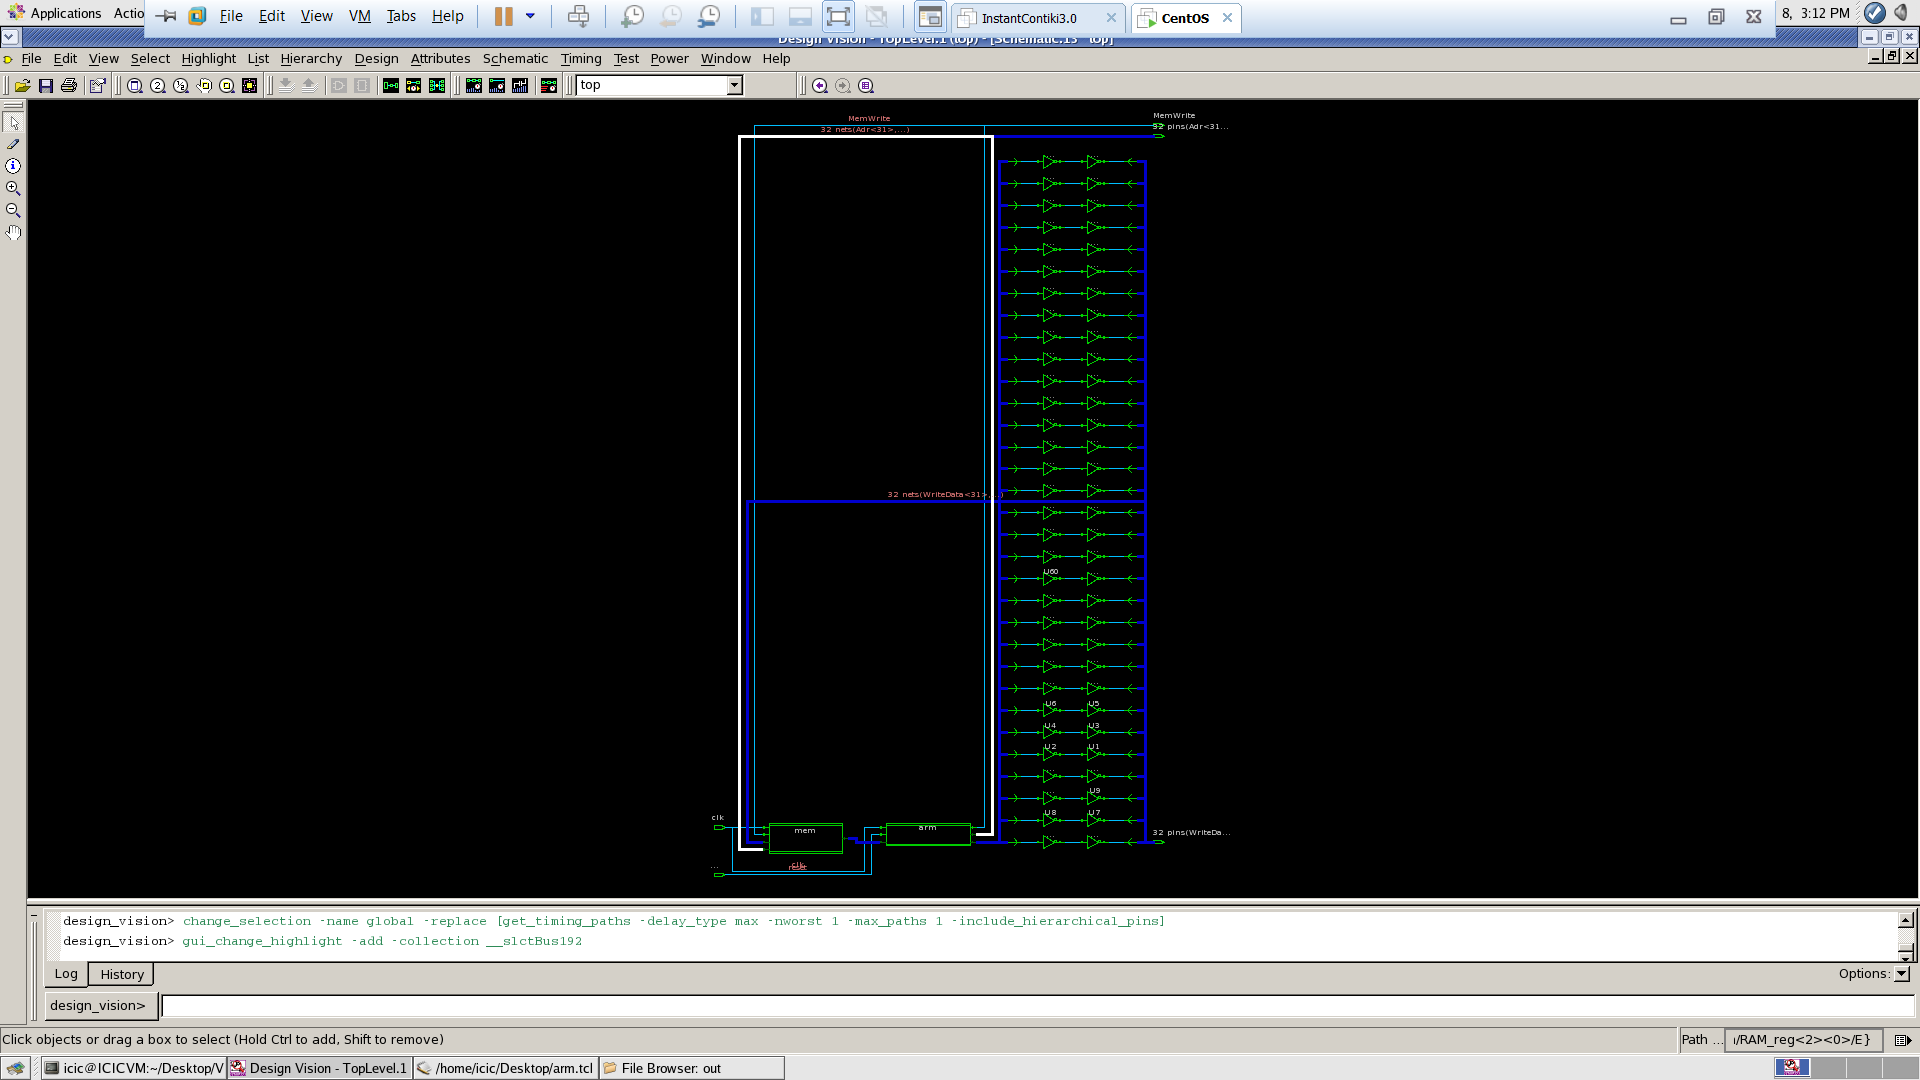 Applications Actio File Edit View VM Tabs Help InstantContiki3.0 CentOS 8, 3:12 PM
Design Vision - TopLevel.1 (top) - [Schematic.13 top]
File Edit View Select Highlight List Hierarchy Design Attributes Schematic Timing Test Power Window Help
top
MemWrite
32 nets(Adr<31>,...)
MemWrite
32 pins(Adr<31...
32 nets(WriteData<31>,...)
U60
U6 U5
U4 U3
U2 U1
U9
U8 U7
clk
mem
arm
32 pins(WriteDa...
...
clk
reset
design_vision> change_selection -name global -replace [get_timing_paths -delay_type max -nworst 1 -max_paths 1 -include_hierarchical_pins]
design_vision> gui_change_highlight -add -collection __slctBus192
Log History Options:
design_vision>
Click objects or drag a box to select (Hold Ctrl to add, Shift to remove) Path ... /RAM_reg<2><0>/E}
icic@ICICVM:~/Desktop/V Design Vision - TopLevel.1 /home/icic/Desktop/arm.tcl File Browser: out